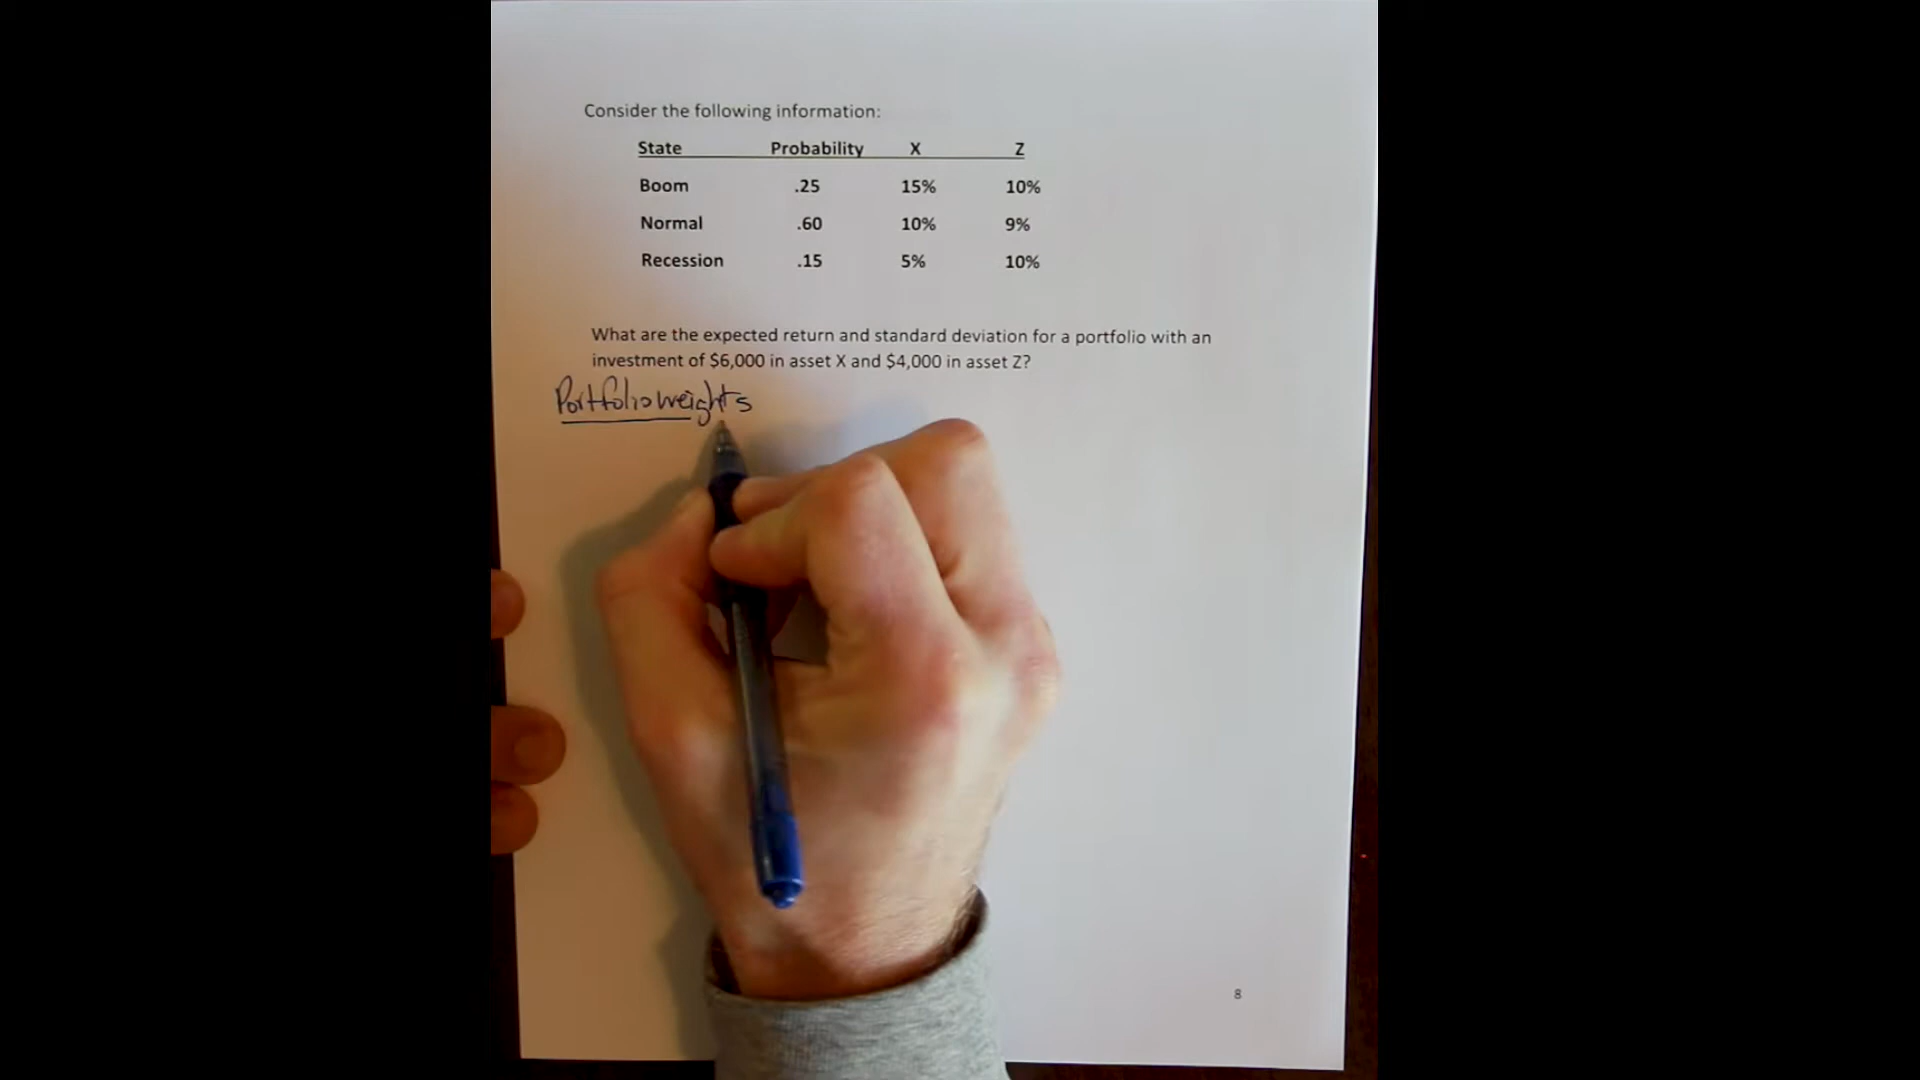 Consider the following information:
State Probability X Z
Boom .25 15% 10%
Normal .60 10% 9%
Recession .15 5% 10%
What are the expected return and standard deviation for a portfolio with an
investment of $6,000 in asset X and $4,000 in asset Z?
Portfolio weights
8